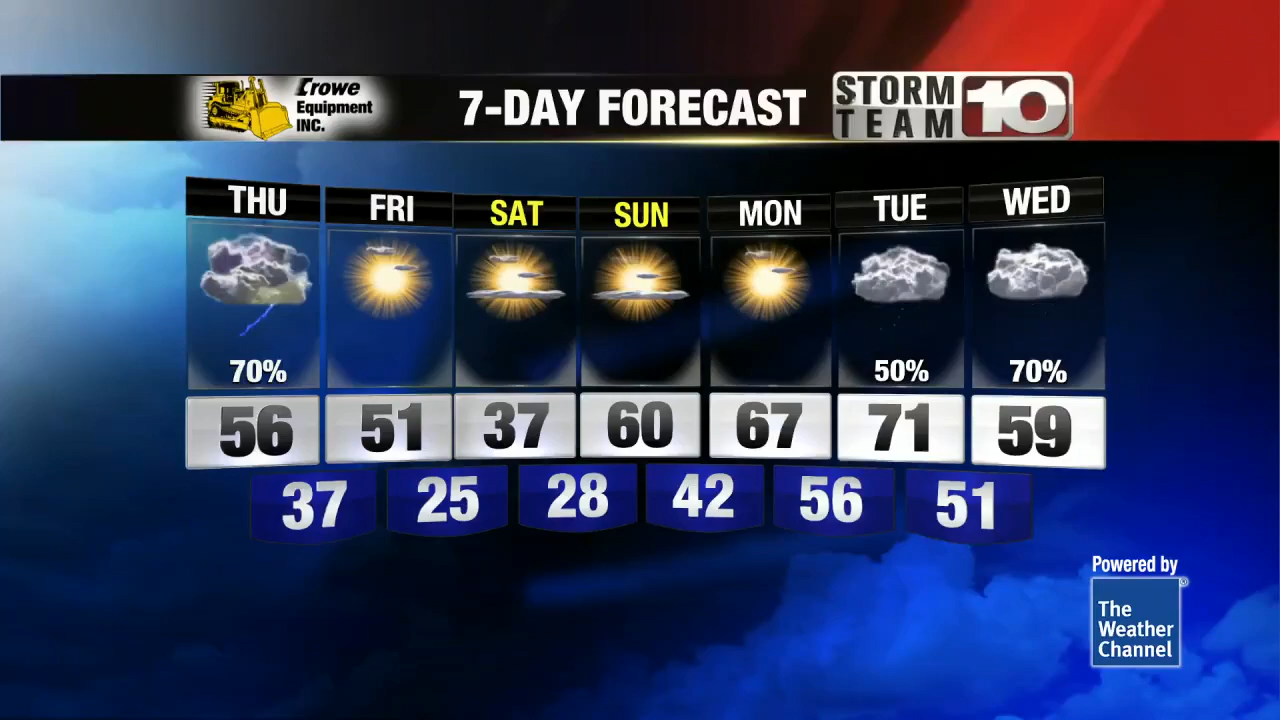 Crowe
Equipment
INC.
7-DAY FORECAST
STORM
TEAM
10
THU FRI SAT SUN MON TUE WED
70% 50% 70%
56 51 37 60 67 71 59
37 25 28 42 56 51
Powered by
The
Weather
Channel®